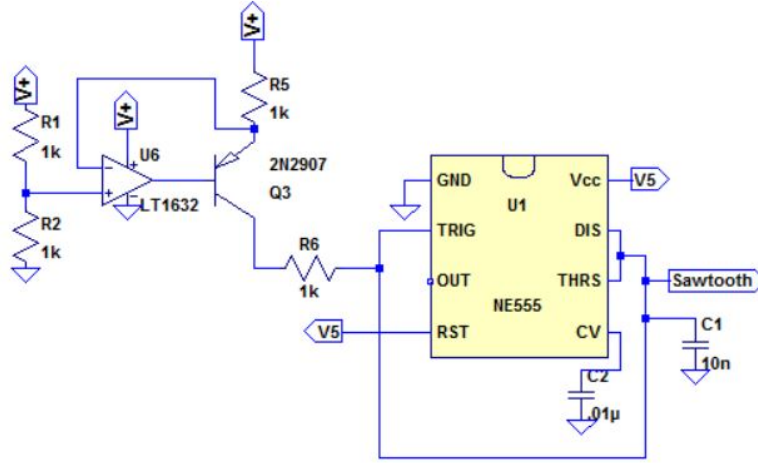 V+
V+
R5
1k
R1
1k
V+
U6
LT1632
2N2907
Q3
R2
1k
R6
1k
GND
Vcc
V5
U1
TRIG
DIS
OUT
THRS
Sawtooth
NE555
V5
RST
CV
C1
10n
C2
.01µ